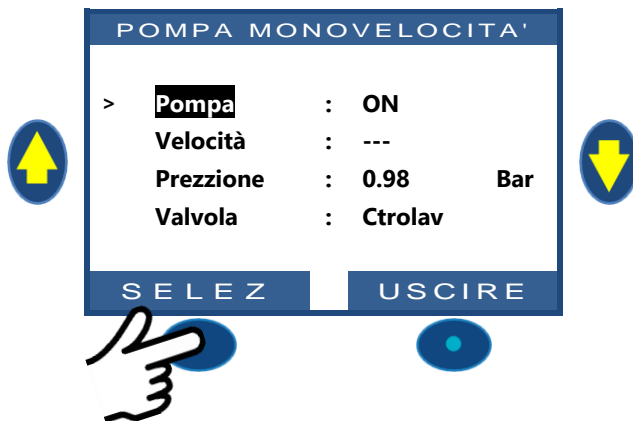 POMPA MONOVELOCITA'
> Pompa : ON
Velocità : ---
Prezzione : 0.98 Bar
Valvola : Ctrolav
SELEZ USCIRE